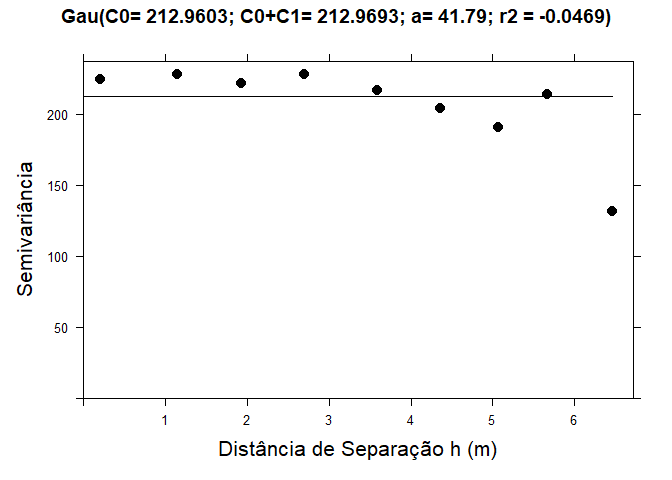 Gau(C0= 212.9603; C0+C1= 212.9693; a= 41.79; r2 = -0.0469)
200
150
100
50
Semivariância
1 2 3 4 5 6
Distância de Separação h (m)